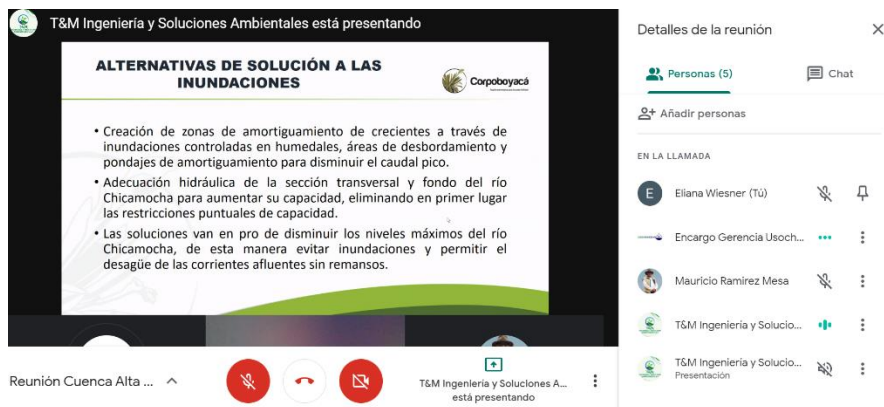 T&M Ingeniería y Soluciones Ambientales está presentando
ALTERNATIVAS DE SOLUCIÓN A LAS
INUNDACIONES
Corpoboyacá
• Creación de zonas de amortiguamiento de crecientes a través de
inundaciones controladas en humedales, áreas de desbordamiento y
pondajes de amortiguamiento para disminuir el caudal pico.
• Adecuación hidráulica de la sección transversal y fondo del río
Chicamocha para aumentar su capacidad, eliminando en primer lugar
las restricciones puntuales de capacidad.
• Las soluciones van en pro de disminuir los niveles máximos del río
Chicamocha, de esta manera evitar inundaciones y permitir el
desagüe de las corrientes afluentes sin remansos.
Reunión Cuenca Alta ...
T&M Ingeniería y Soluciones A...
está presentando
Detalles de la reunión
Personas (5)
Chat
Añadir personas
EN LA LLAMADA
E
Eliana Wiesner (Tú)
Encargo Gerencia Usoch...
Mauricio Ramirez Mesa
T&M Ingeniería y Solucio...
T&M Ingeniería y Solucio...
Presentación